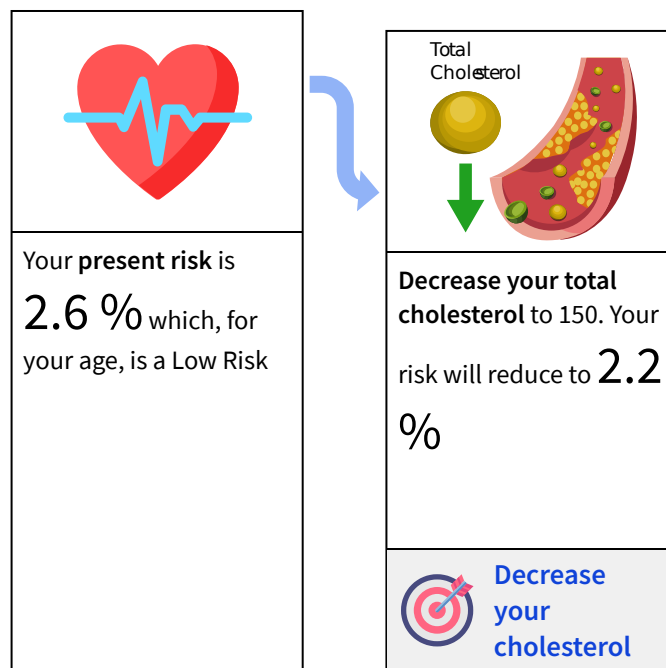 Your present risk is
2.6 % which, for
your age, is a Low Risk
Total
Cholesterol
Decrease your total
cholesterol to 150. Your
risk will reduce to 2.2
%
Decrease
your
cholesterol